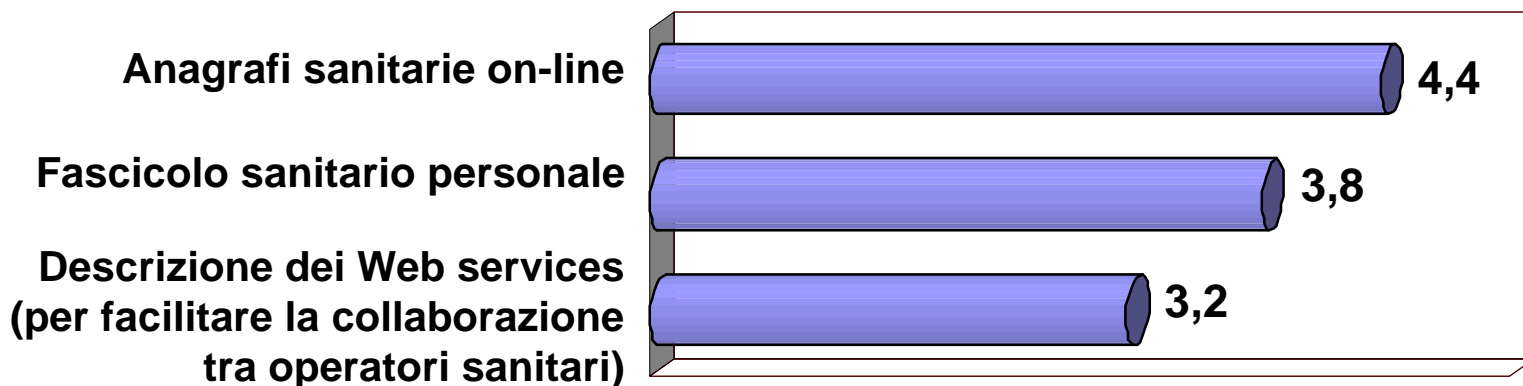 Anagrafi sanitarie on-line
4,4
Fascicolo sanitario personale
3,8
Descrizione dei Web services
(per facilitare la collaborazione
tra operatori sanitari)
3,2